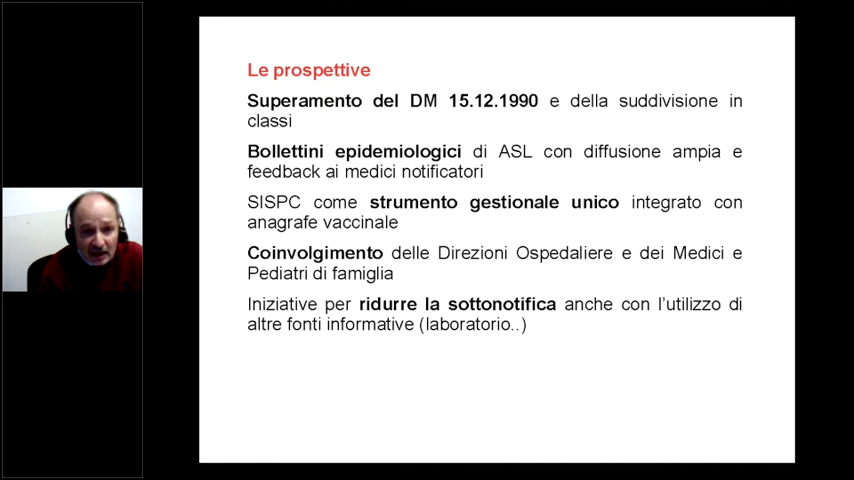 Le prospettive
Superamento del DM 15.12.1990 e della suddivisione in
classi
Bollettini epidemiologici di ASL con diffusione ampia e
feedback ai medici notificatori
SISPC come strumento gestionale unico integrato con
anagrafe vaccinale
Coinvolgimento delle Direzioni Ospedaliere e dei Medici e
Pediatri di famiglia
Iniziative per ridurre la sottonotifica anche con l'utilizzo di
altre fonti informative (laboratorio..)